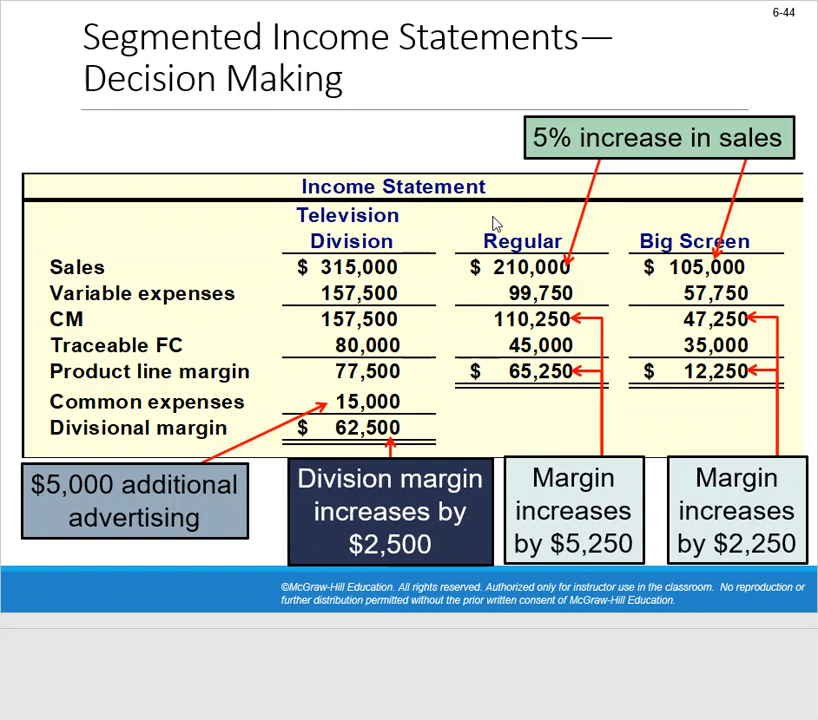 6-44
Segmented Income Statements—
Decision Making
5% increase in sales
Income Statement
Television
Division Regular Big Screen
Sales $ 315,000 $ 210,000 $ 105,000
Variable expenses 157,500 99,750 57,750
CM 157,500 110,250 47,250
Traceable FC 80,000 45,000 35,000
Product line margin 77,500 $ 65,250 $ 12,250
Common expenses 15,000
Divisional margin $ 62,500
$5,000 additional
advertising
Division margin
increases by
$2,500
Margin
increases
by $5,250
Margin
increases
by $2,250
©McGraw-Hill Education. All rights reserved. Authorized only for instructor use in the classroom. No reproduction or
further distribution permitted without the prior written consent of McGraw-Hill Education.